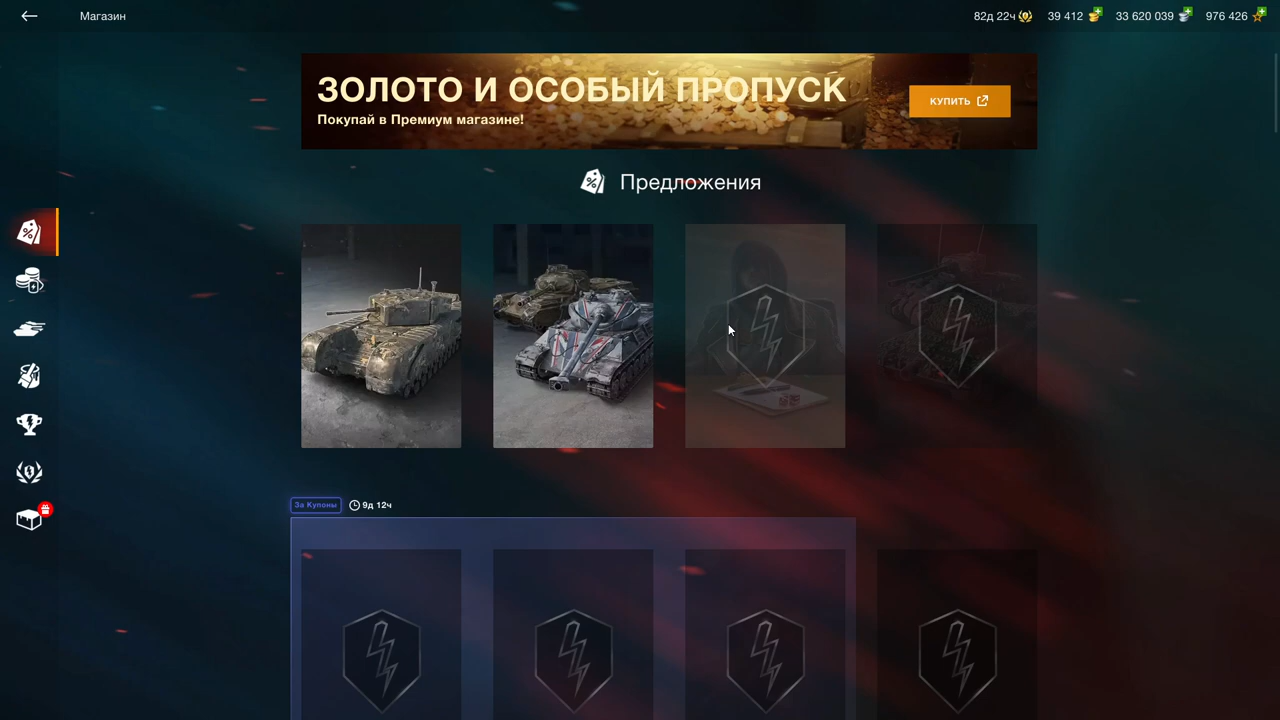 Магазин
82д 22ч
39 412
33 620 039
976 426
ЗОЛОТО И ОСОБЫЙ ПРОПУСК
Покупай в Премиум магазине!
КУПИТЬ
Предложения
За Купоны
9д 12ч